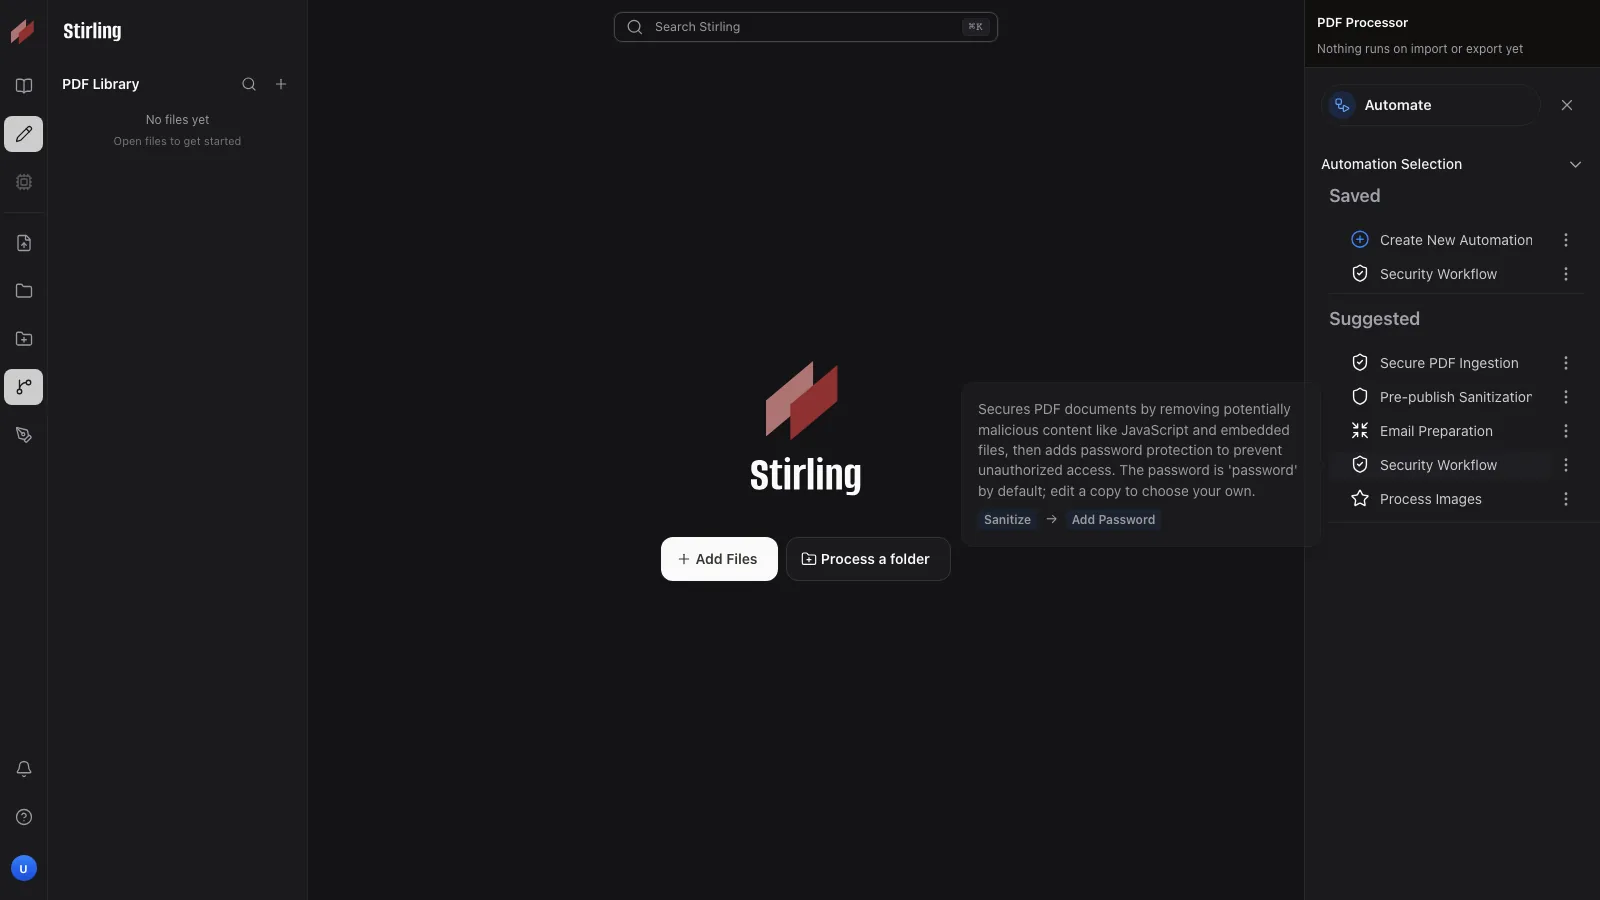 Stirling
PDF Library
No files yet
Open files to get started
Search Stirling
⌘K
Stirling
Add Files
Process a folder
PDF Processor
Nothing runs on import or export yet
Automate
Automation Selection
Saved
Create New Automation
Security Workflow
Suggested
Secure PDF Ingestion
Pre-publish Sanitization
Email Preparation
Security Workflow
Process Images
Secures PDF documents by removing potentially
malicious content like JavaScript and embedded
files, then adds password protection to prevent
unauthorized access. The password is 'password'
by default; edit a copy to choose your own.
Sanitize → Add Password
U